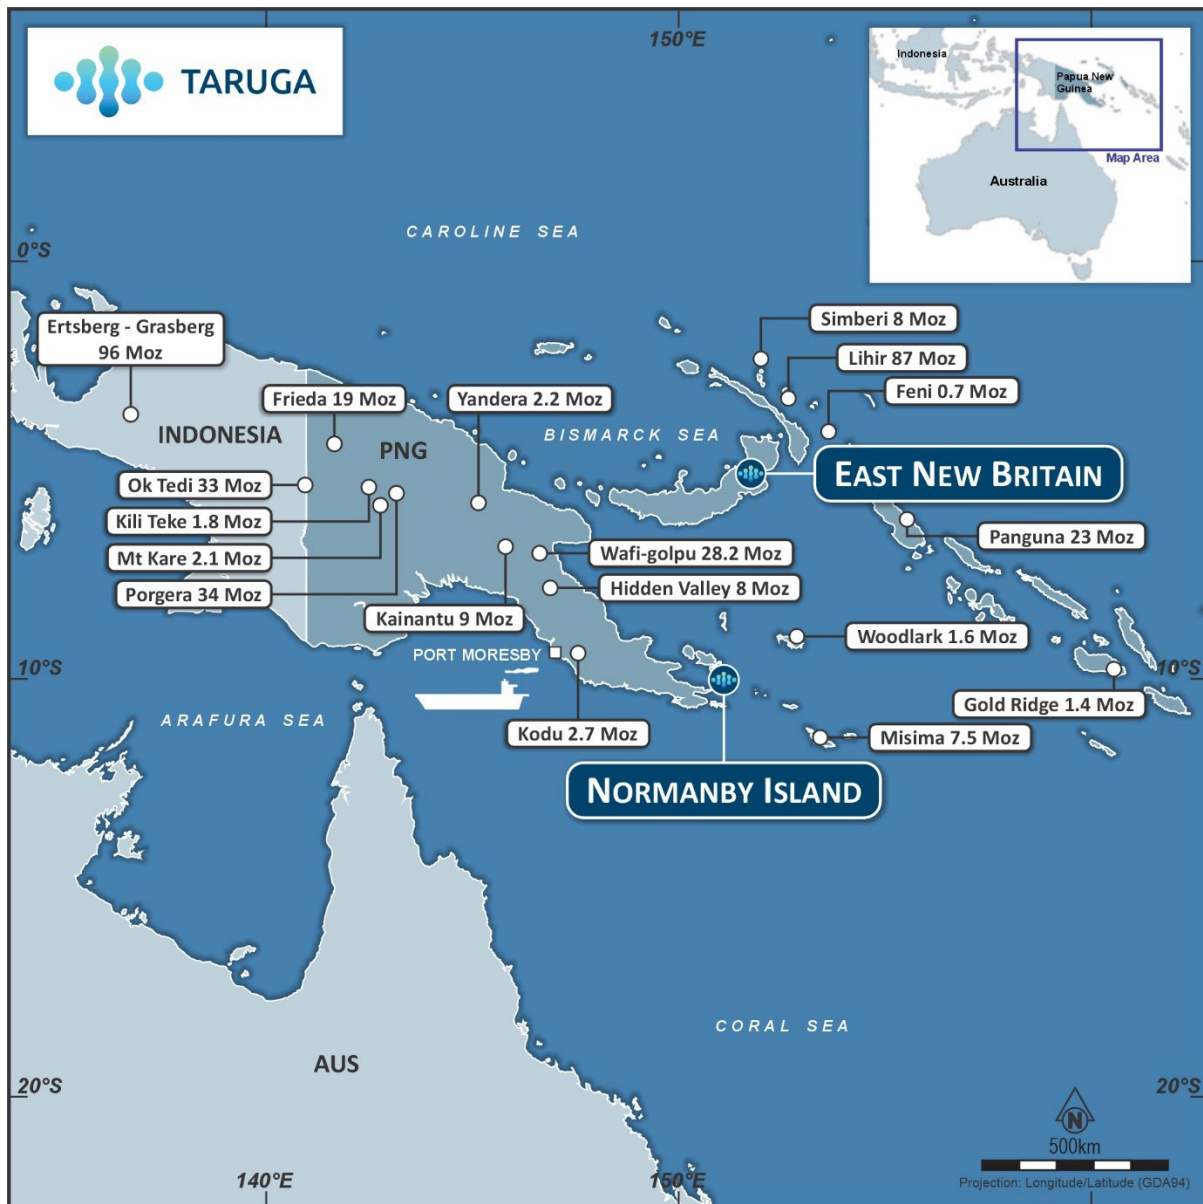 TARUGA
150°E
Indonesia
Papua New
Guinea
Map Area
Australia
CAROLINE SEA
0°S
Ertsberg - Grasberg
96 Moz
Simberi 8 Moz
Lihir 87 Moz
Feni 0.7 Moz
Frieda 19 Moz
Yandera 2.2 Moz
INDONESIA
PNG
BISMARCK SEA
EAST NEW BRITAIN
Ok Tedi 33 Moz
Kili Teke 1.8 Moz
Mt Kare 2.1 Moz
Porgera 34 Moz
Panguna 23 Moz
Wafi-golpu 28.2 Moz
Hidden Valley 8 Moz
Kainantu 9 Moz
Woodlark 1.6 Moz
PORT MORESBY
10°S
10°S
Gold Ridge 1.4 Moz
ARAFURA SEA
Kodu 2.7 Moz
Misima 7.5 Moz
NORMANBY ISLAND
CORAL SEA
AUS
20°S
20°S
N
500km
Projection: Longitude/Latitude (GDA94)
140°E
150°E